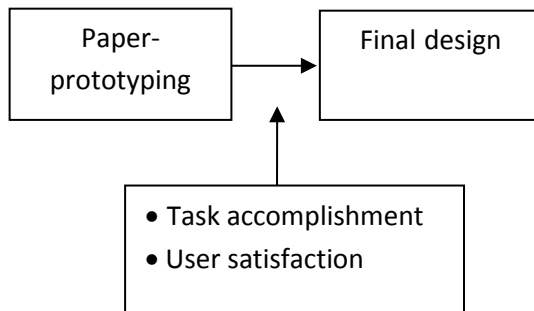 Paper-
prototyping
Final design
• Task accomplishment
• User satisfaction